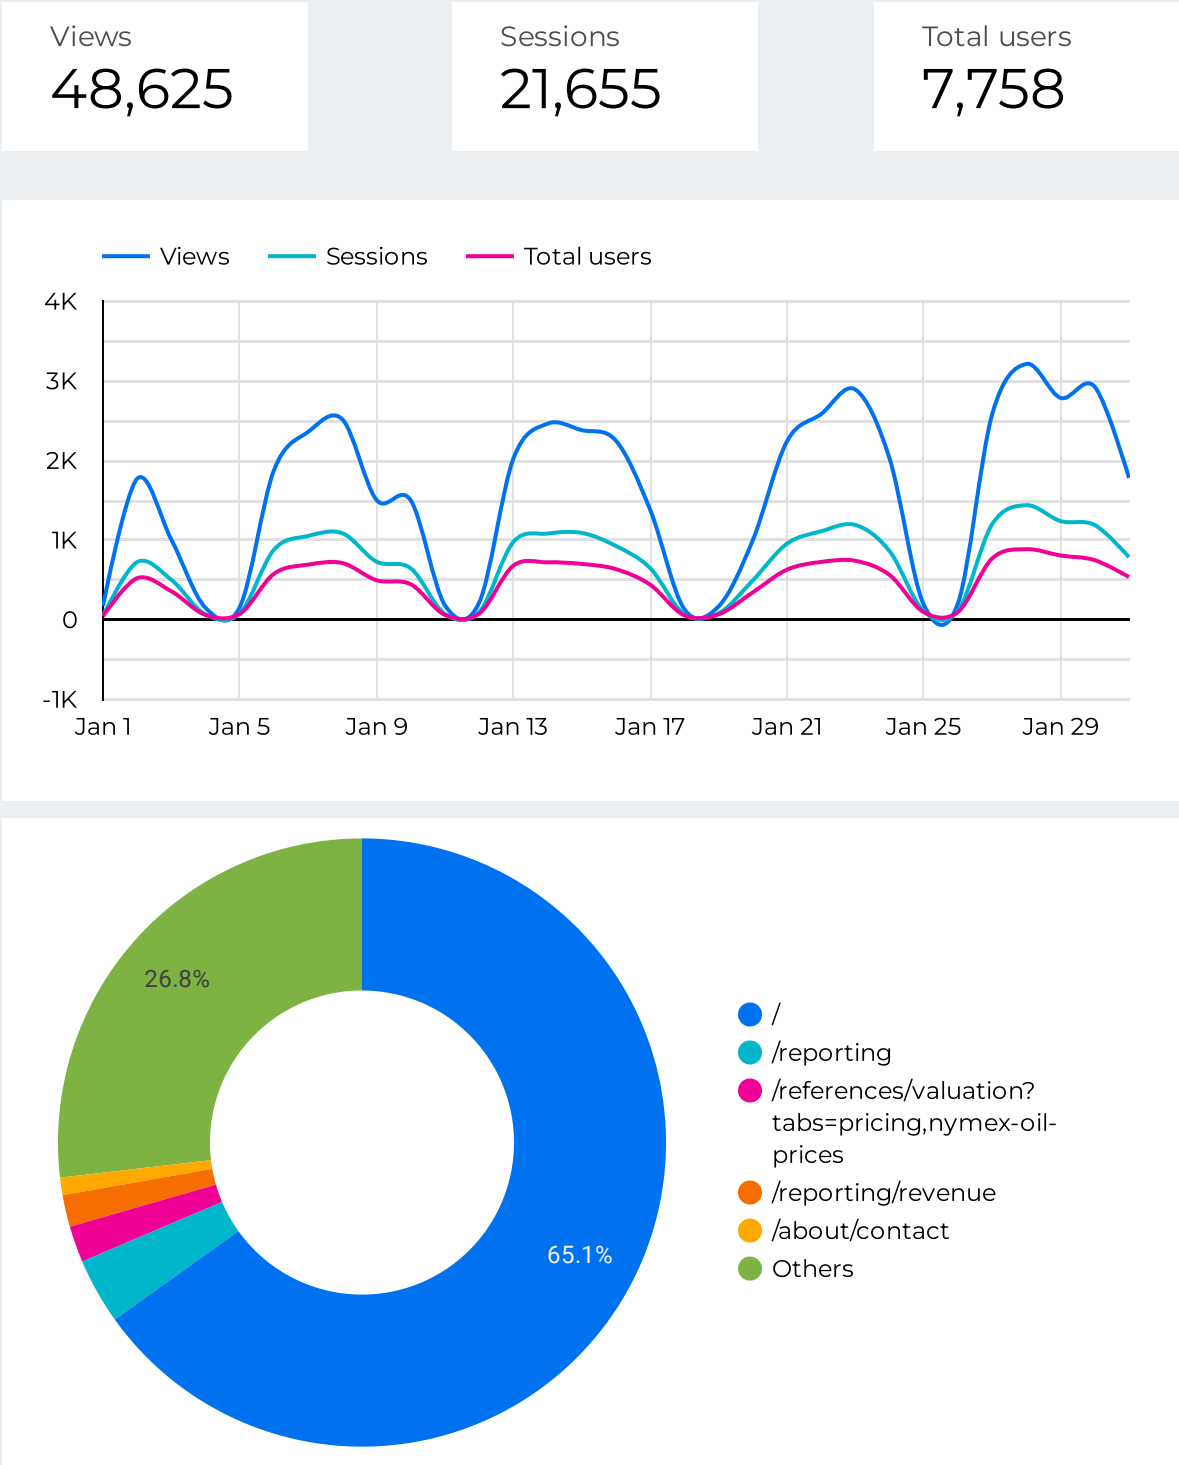 Views
48,625
Sessions
21,655
Total users
7,758
Views
Sessions
Total users
4K
3K
2K
1K
0
-1K
Jan 1
Jan 5
Jan 9
Jan 13
Jan 17
Jan 21
Jan 25
Jan 29
26.8%
65.1%
/
/reporting
/references/valuation?
tabs=pricing,nymex-oil-
prices
/reporting/revenue
/about/contact
Others